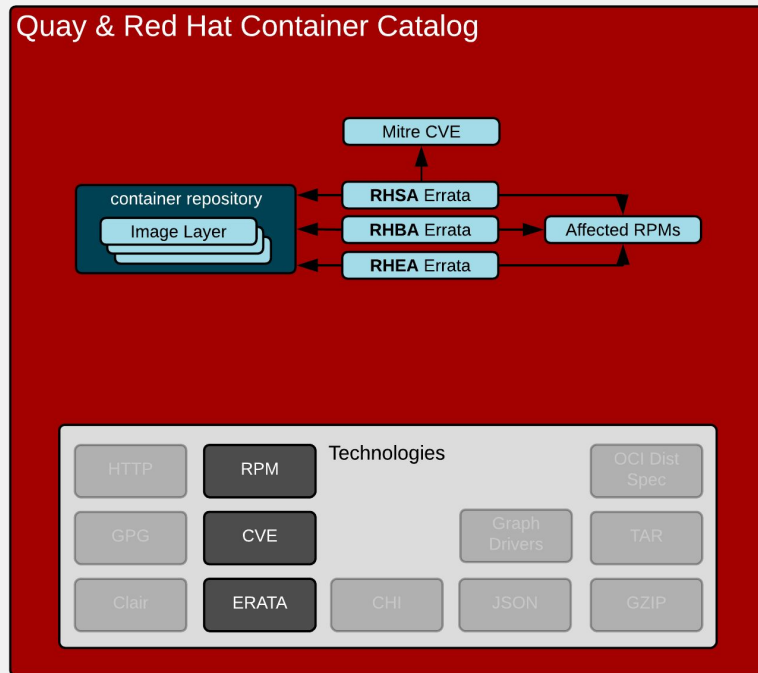 Quay & Red Hat Container Catalog
Mitre CVE
container repository
Image Layer
RHSA Errata
RHBA Errata
RHEA Errata
Affected RPMs
Technologies
HTTP
RPM
OCI Dist
Spec
GPG
CVE
Graph
Drivers
TAR
Clair
ERATA
CHI
JSON
GZIP